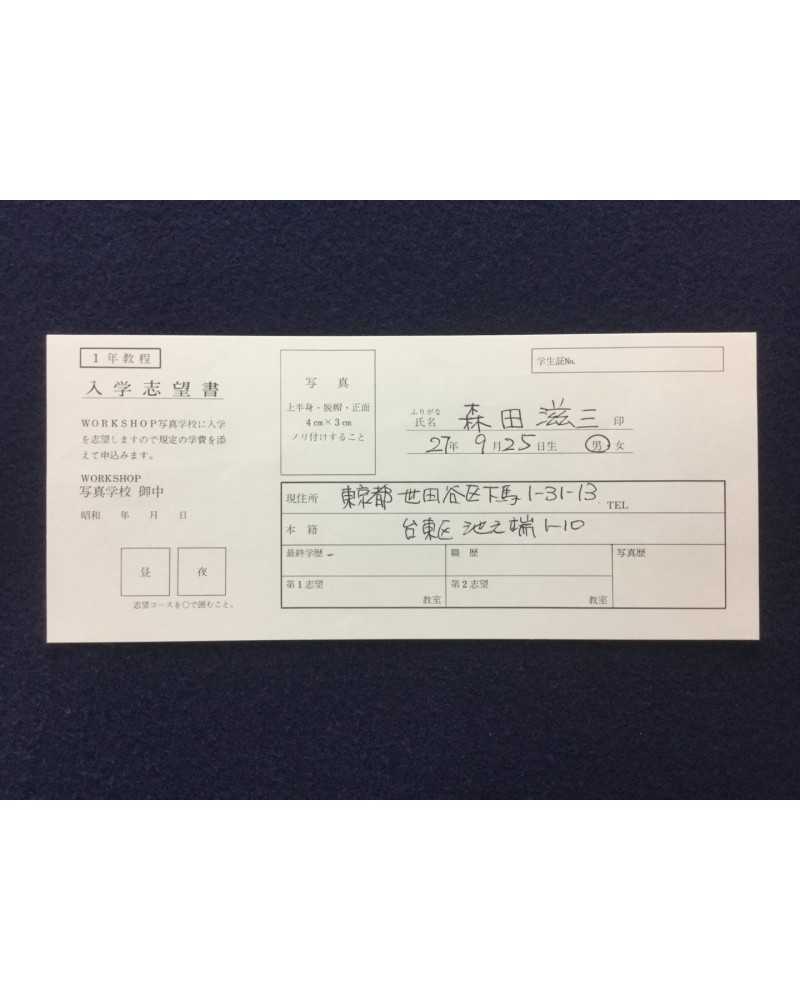 1年教程
入学志望書
WORKSHOP写真学校に入学
を志望しますので規定の学費を添
えて申込みます。
WORKSHOP
写真学校 御中
昭和 年 月 日
昼 夜
志望コースを○で囲むこと。
写 真
上半身・脱帽・正面
4cm×3cm
ノリ付けすること
学生証No.
ふりがな
氏名 森田滋三 印
27年9月25日生 男 女
現住所 東京都世田谷区下馬1-31-13 TEL
本 籍 台東区池之端1-10
最終学歴 職 歴 写真歴
第1志望 教室 第2志望 教室